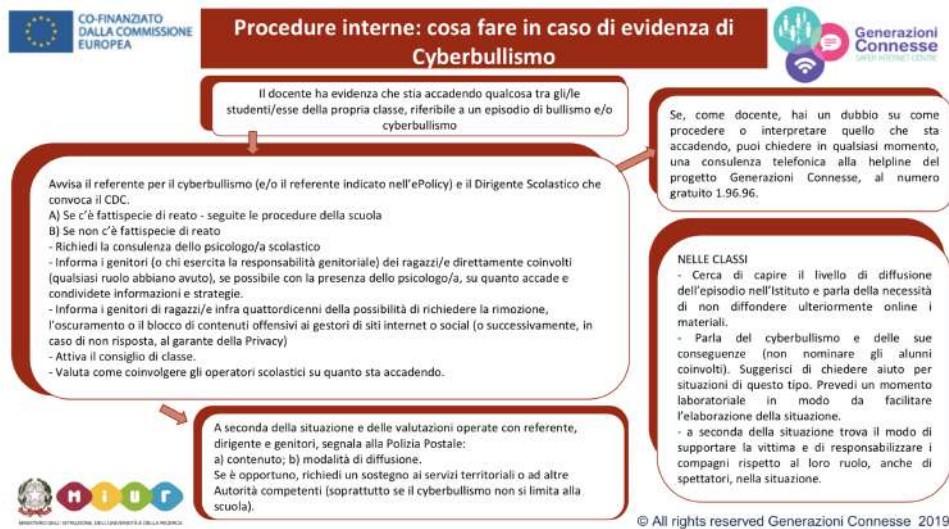 CO-FINANZIATO
DALLA COMMISSIONE
EUROPEA
Procedure interne: cosa fare in caso di evidenza di
Cyberbullismo
Generazioni
Connesse
SAFER INTERNET CENTRE
Il docente ha evidenza che stia accadendo qualcosa tra gli/le
studenti/esse della propria classe, riferibile a un episodio di bullismo e/o
cyberbullismo
Se, come docente, hai un dubbio su come
procedere o interpretare quello che sta
accadendo, puoi chiedere in qualsiasi momento,
una consulenza telefonica alla helpline del
progetto Generazioni Connesse, al numero
gratuito 1.96.96.
Avvisa il referente per il cyberbullismo (e/o il referente indicato nell'ePolicy) e il Dirigente Scolastico che
convoca il CDC.
A) Se c'è fattispecie di reato - seguite le procedure della scuola
B) Se non c'è fattispecie di reato
- Richiedi la consulenza dello psicologo/a scolastico
- Informa i genitori (o chi esercita la responsabilità genitoriale) dei ragazzi/e direttamente coinvolti
(qualsiasi ruolo abbiano avuto), se possibile con la presenza dello psicologo/a, su quanto accade e
condividete informazioni e strategie.
- Informa i genitori di ragazzi/e infra quattordicenni della possibilità di richiedere la rimozione,
l'oscuramento o il blocco di contenuti offensivi ai gestori di siti internet o social (o successivamente, in
caso di non risposta, al garante della Privacy)
- Attiva il consiglio di classe.
- Valuta come coinvolgere gli operatori scolastici su quanto sta accadendo.
NELLE CLASSI
- Cerca di capire il livello di diffusione
dell'episodio nell'Istituto e parla della necessità
di non diffondere ulteriormente online i
materiali.
- Parla del cyberbullismo e delle sue
conseguenze (non nominare gli alunni
coinvolti). Suggerisci di chiedere aiuto per
situazioni di questo tipo. Prevedi un momento
laboratoriale in modo da facilitare
l'elaborazione della situazione.
- a seconda della situazione trova il modo di
supportare la vittima e di responsabilizzare i
compagni rispetto al loro ruolo, anche di
spettatori, nella situazione.
A seconda della situazione e delle valutazioni operate con referente,
dirigente e genitori, segnala alla Polizia Postale:
a) contenuto; b) modalità di diffusione.
Se è opportuno, richiedi un sostegno ai servizi territoriali o ad altre
Autorità competenti (soprattutto se il cyberbullismo non si limita alla
scuola).
miur
MINISTERO DELL'ISTRUZIONE, DELL'UNIVERSITÀ E DELLA RICERCA
© All rights reserved Generazioni Connesse 2019